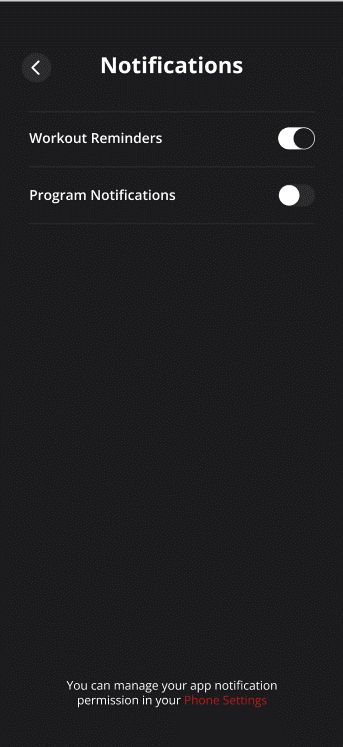 Notifications
Workout Reminders
Program Notifications
You can manage your app notification
permission in your Phone Settings